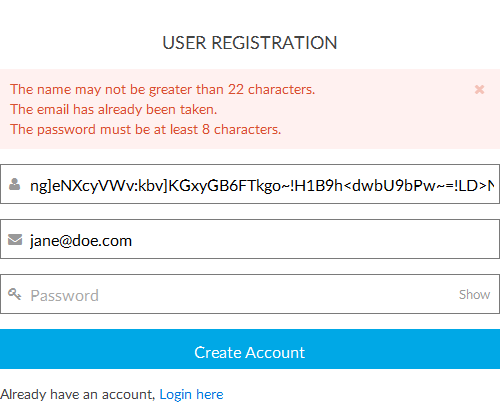 USER REGISTRATION
The name may not be greater than 22 characters.
The email has already been taken.
The password must be at least 8 characters.
ng]eNXcyVWv:kbv]KGxyGB6FTkgo~!H1B9h<dwbU9bPw~=!LD>N
jane@doe.com
Password Show
Create Account
Already have an account, Login here